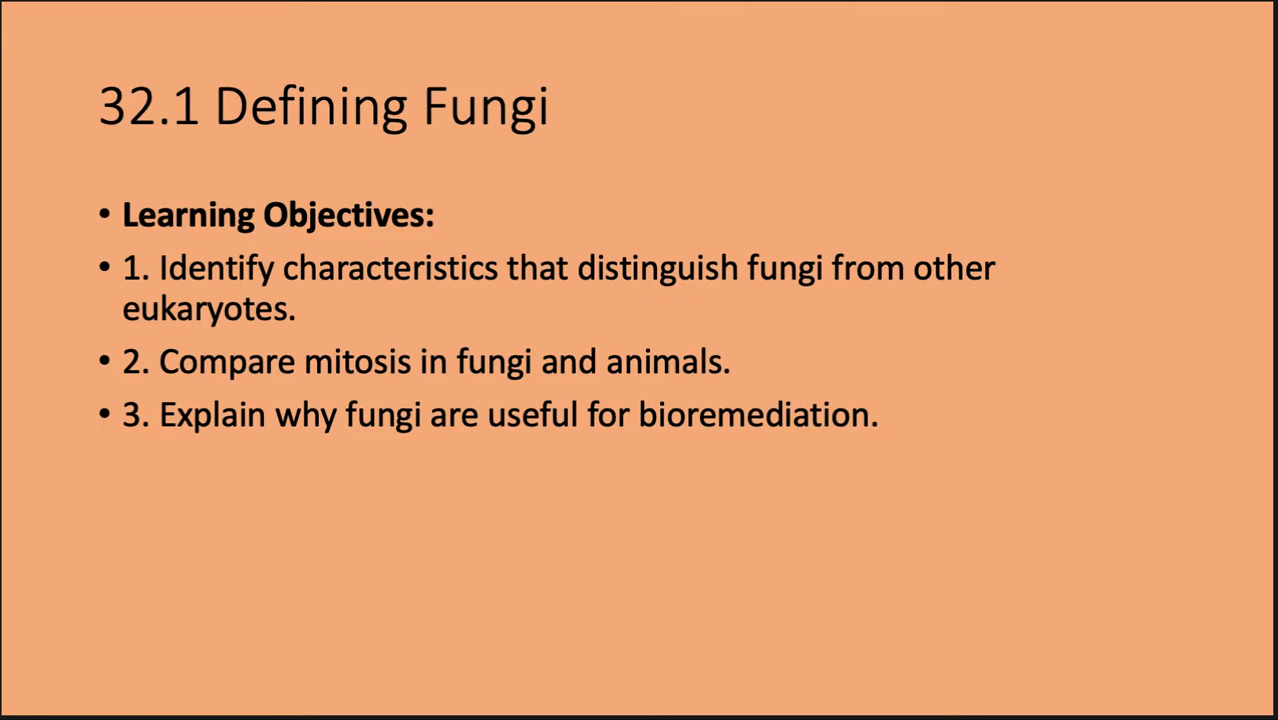 32.1 Defining Fungi
• Learning Objectives:
• 1. Identify characteristics that distinguish fungi from other
eukaryotes.
• 2. Compare mitosis in fungi and animals.
• 3. Explain why fungi are useful for bioremediation.